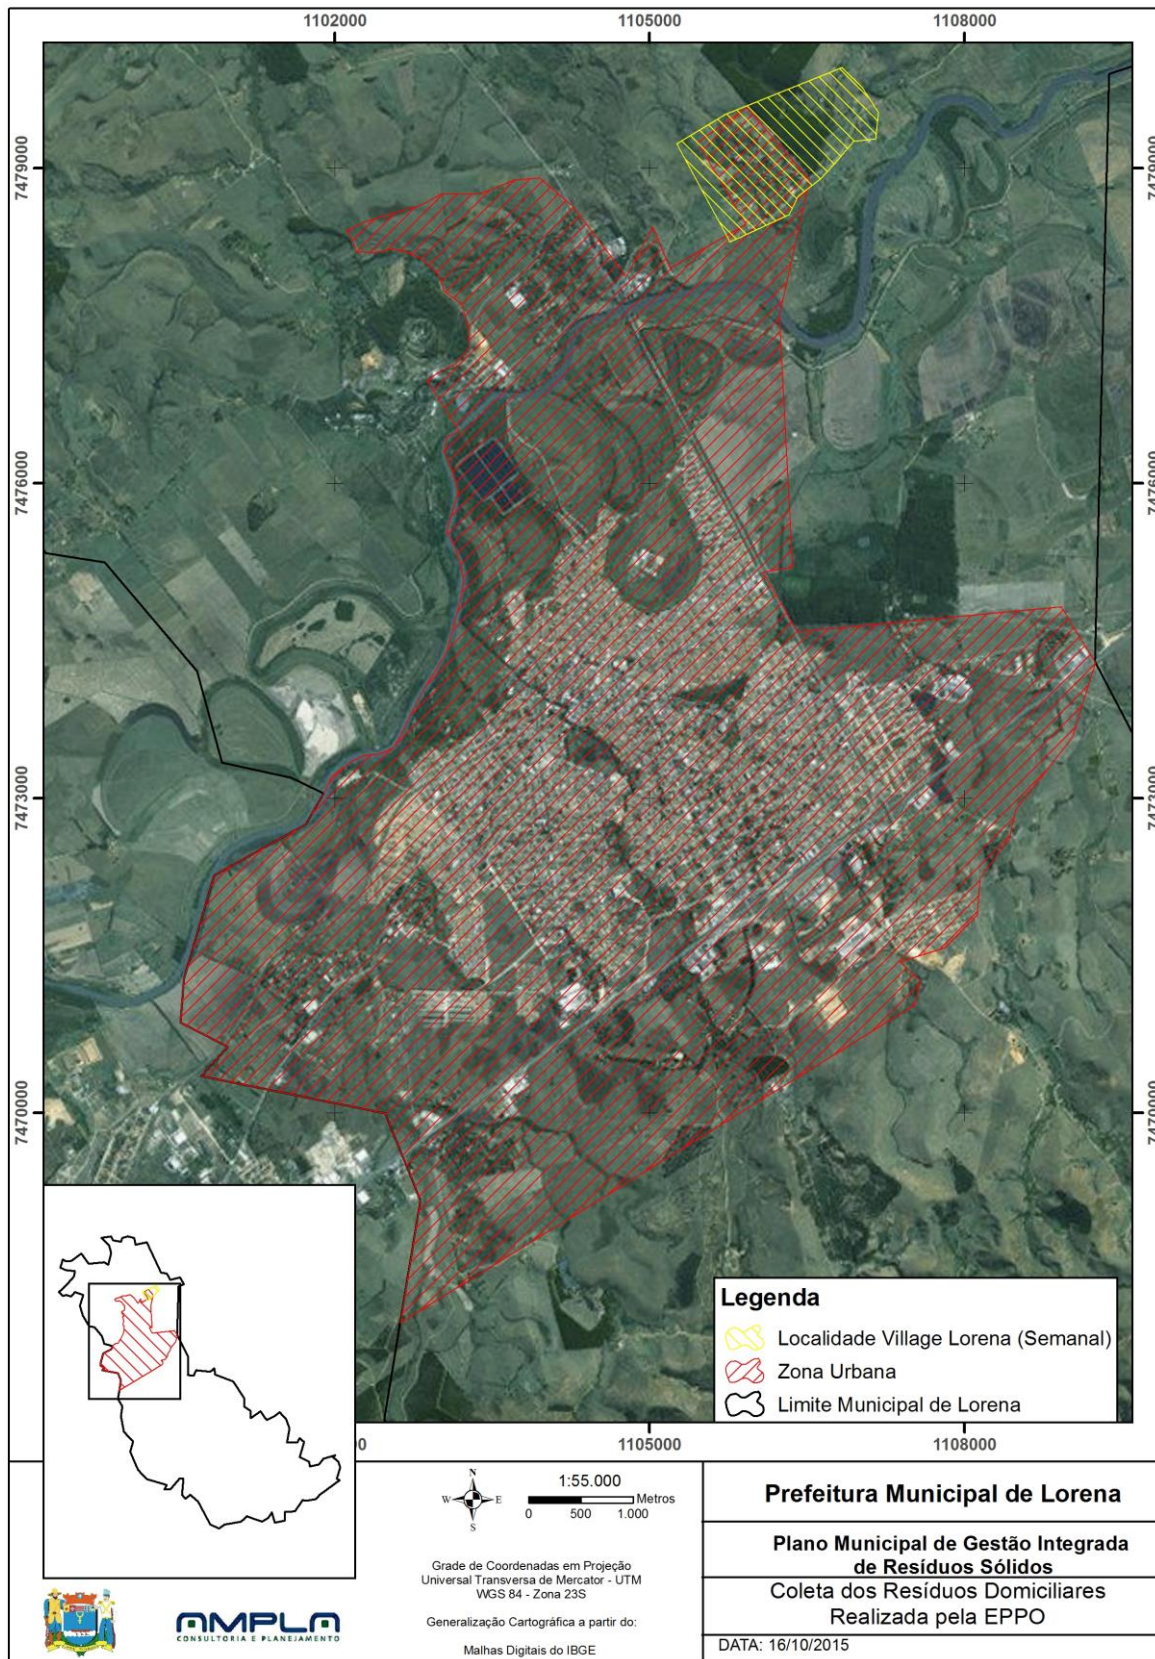 1102000
1105000
1108000
7479000
7479000
7476000
7476000
7473000
7473000
7470000
7470000
Legenda
Localidade Village Lorena (Semanal)
Zona Urbana
Limite Municipal de Lorena
00
1105000
1108000
N
W
E
S
1:55.000
Metros
0 500 1.000
Grade de Coordenadas em Projeção
Universal Transversa de Mercator - UTM
WGS 84 - Zona 23S
Generalização Cartográfica a partir do:
Malhas Digitais do IBGE
AMPLA
CONSULTORIA E PLANEJAMENTO
Prefeitura Municipal de Lorena
Plano Municipal de Gestão Integrada
de Resíduos Sólidos
Coleta dos Resíduos Domiciliares
Realizada pela EPPO
DATA: 16/10/2015